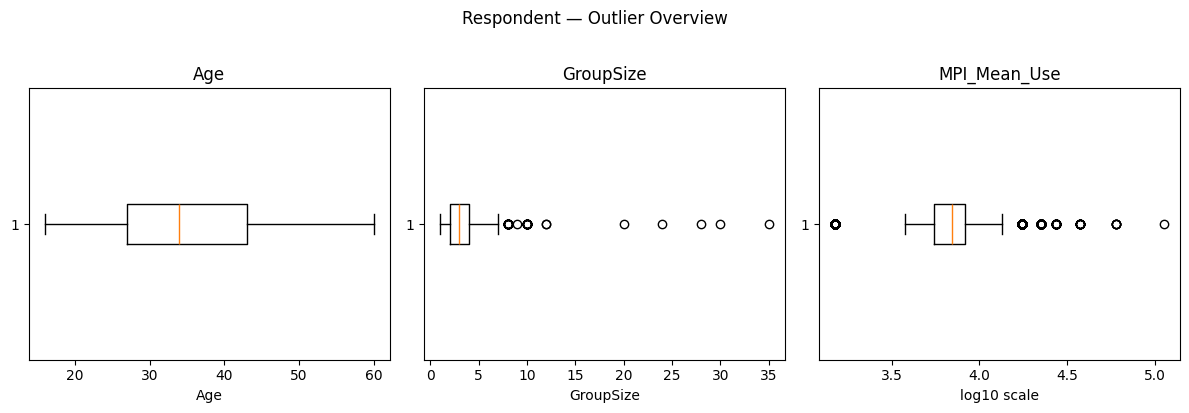 Respondent — Outlier Overview
Age
GroupSize
MPI_Mean_Use
1
1
1
20 30 40 50 60
0 5 10 15 20 25 30 35
3.5 4.0 4.5 5.0
Age
GroupSize
log10 scale